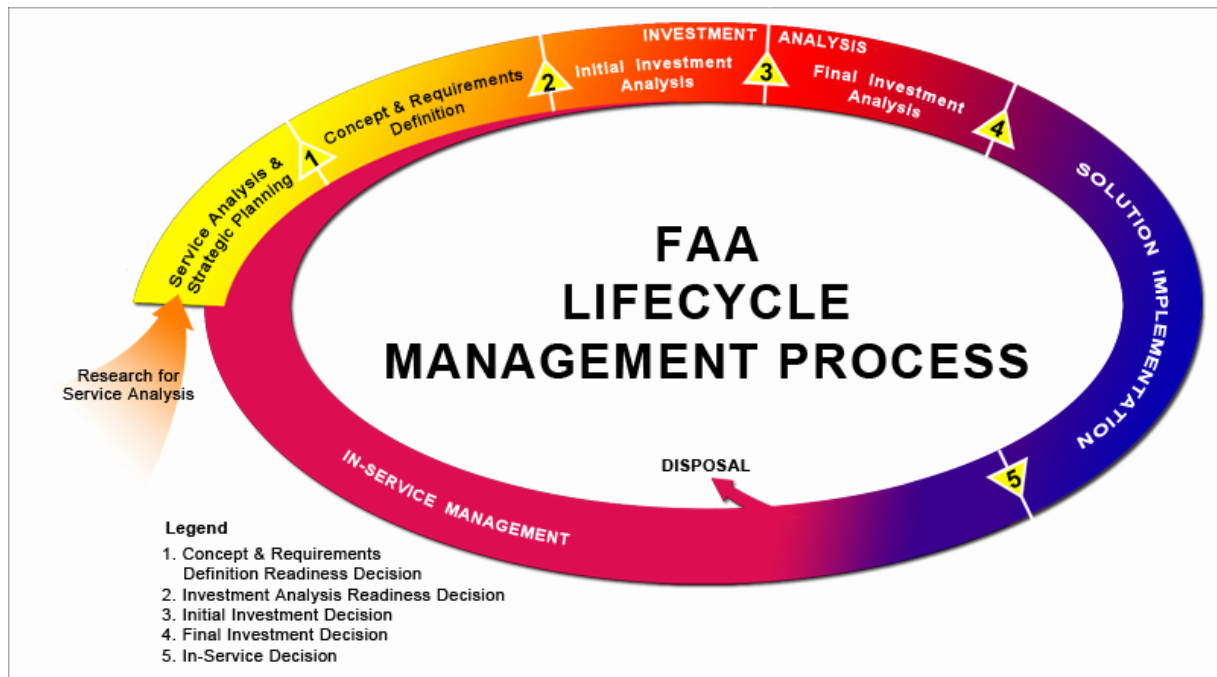 INVESTMENT ANALYSIS
Service Analysis &
Strategic Planning
1
Concept & Requirements
Definition
2
Initial Investment
Analysis
3
Final Investment
Analysis
4
SOLUTION IMPLEMENTATION
5
FAA
LIFECYCLE
MANAGEMENT PROCESS
Research for
Service Analysis
DISPOSAL
IN-SERVICE MANAGEMENT
Legend
1. Concept & Requirements
Definition Readiness Decision
2. Investment Analysis Readiness Decision
3. Initial Investment Decision
4. Final Investment Decision
5. In-Service Decision